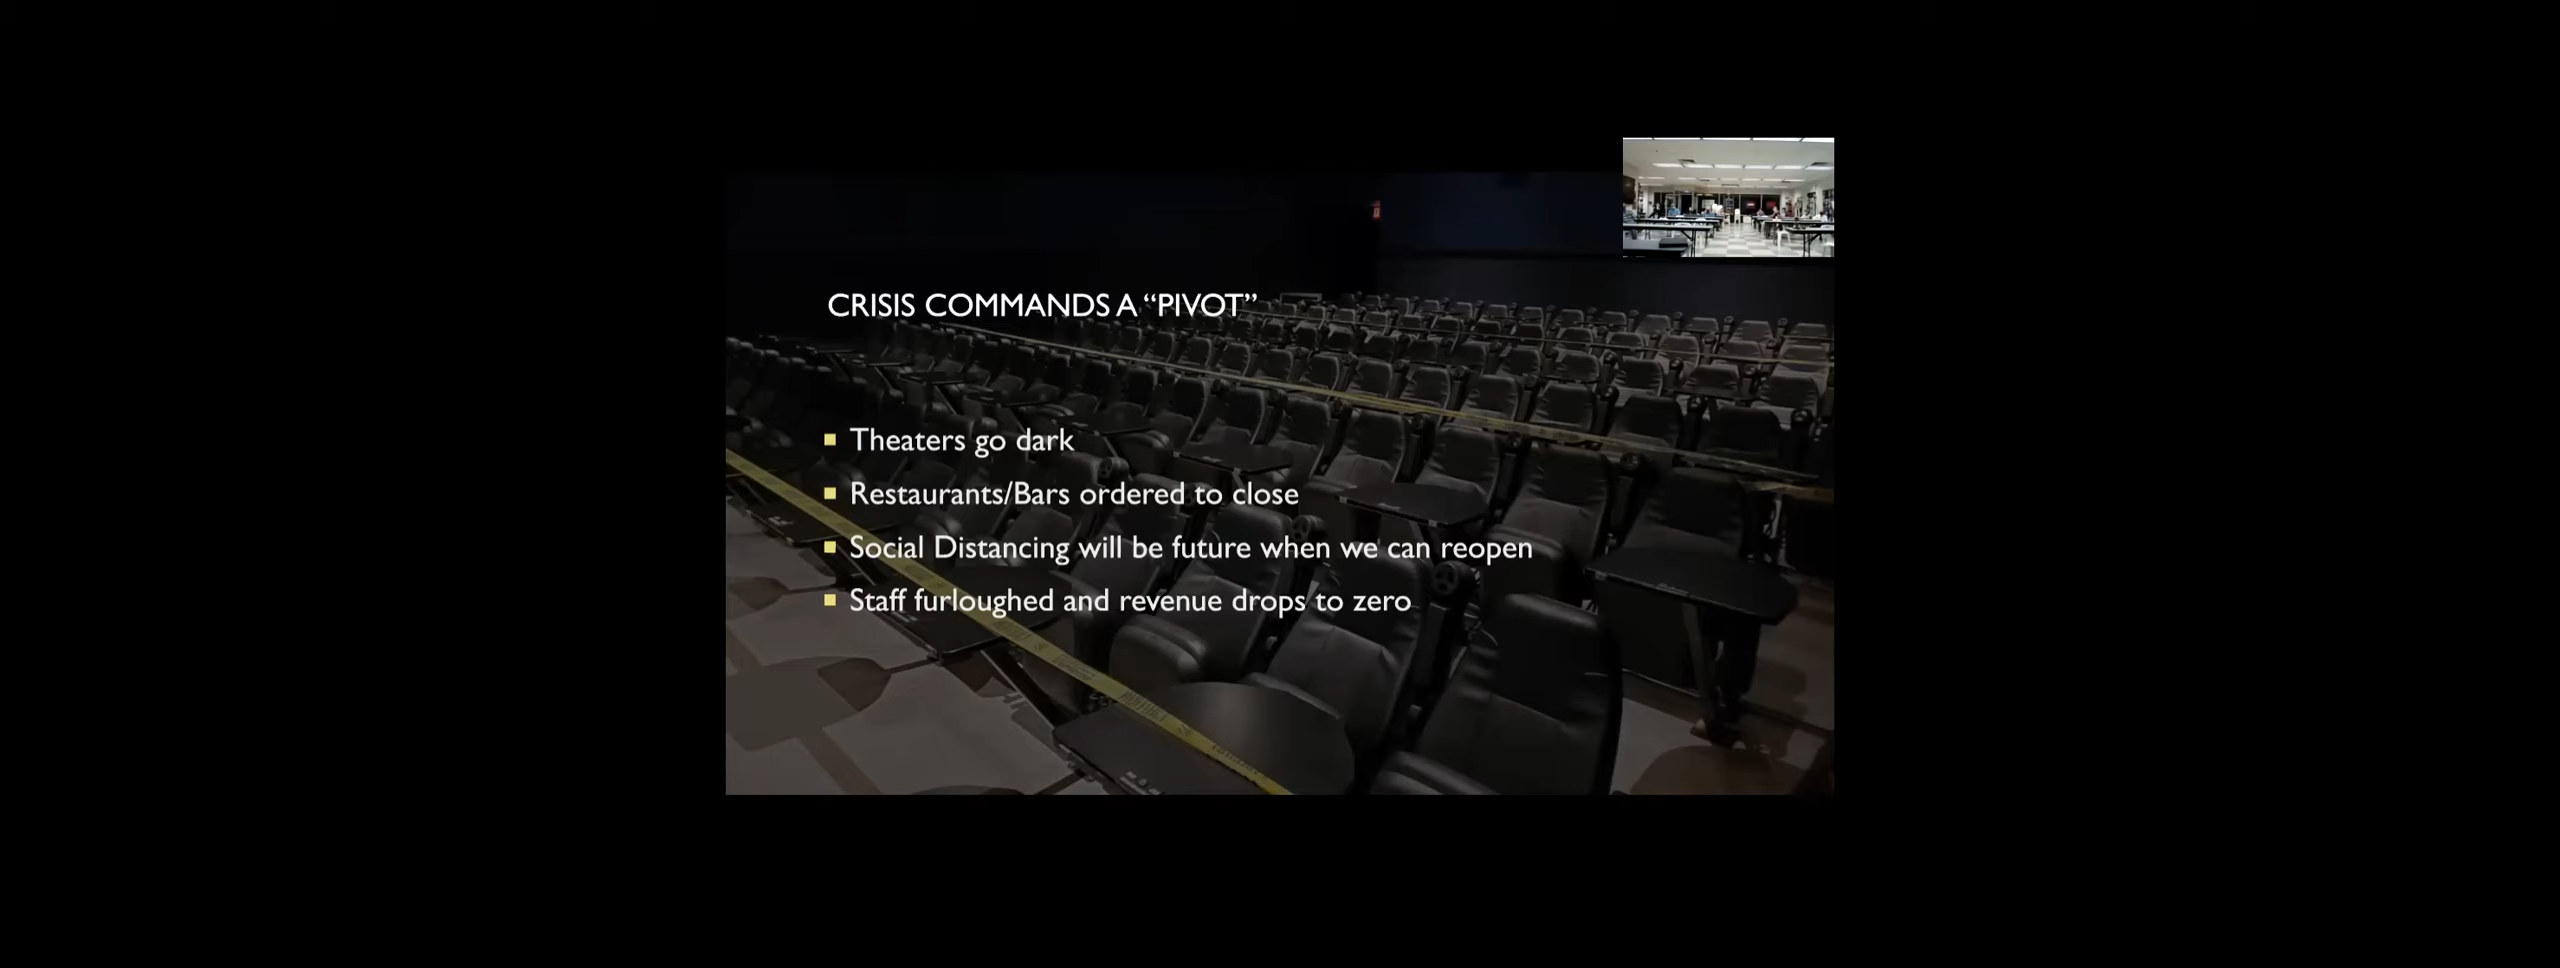 CRISIS COMMANDS A “PIVOT”
Theaters go dark
Restaurants/Bars ordered to close
Social Distancing will be future when we can reopen
Staff furloughed and revenue drops to zero